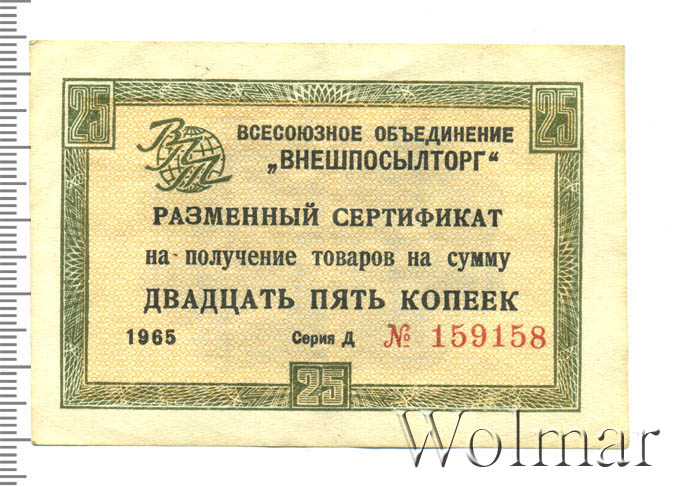 25 25
ВПТ
ВСЕСОЮЗНОЕ ОБЪЕДИНЕНИЕ
„ВНЕШПОСЫЛТОРГ“
РАЗМЕННЫЙ СЕРТИФИКАТ
на получение товаров на сумму
ДВАДЦАТЬ ПЯТЬ КОПЕЕК
1965 Серия Д № 159158
25
Wolmar